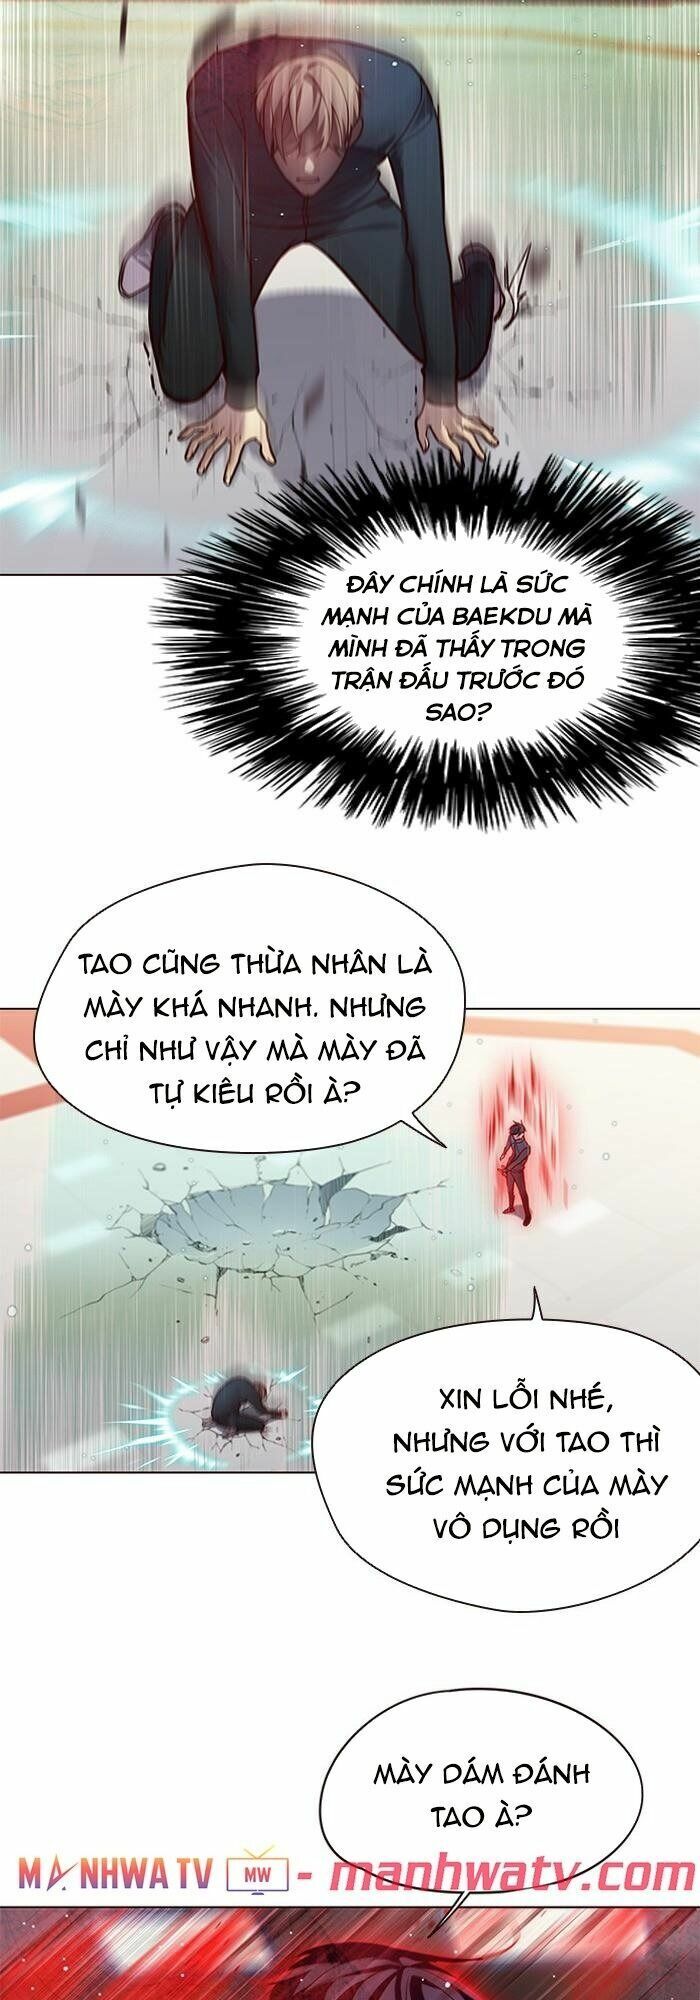 ĐÂY CHÍNH LÀ SỨC
MẠNH CỦA BAEKDU MÀ
MÌNH ĐÃ THẤY TRONG
TRẬN ĐẤU TRƯỚC ĐÓ
SAO?
TAO CŨNG THỪA NHÂN LÀ
MÀY KHÁ NHANH. NHƯNG
CHỈ NHƯ VẬY MÀ MÀY ĐÃ
TỰ KIÊU RỒI À?
XIN LỖI NHÉ,
NHƯNG VỚI TAO THÌ
SỨC MẠNH CỦA MÀY
VÔ DỤNG RỒI
MÀY DÁM ĐÁNH
TAO À?
MANHWA TV MW - manhwatv.com